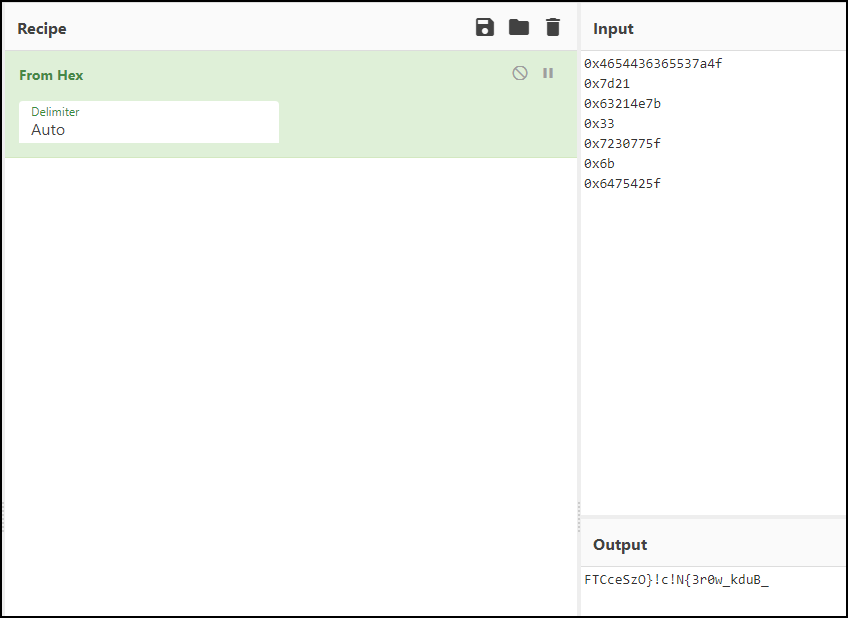 Recipe
From Hex
Delimiter
Auto
Input
0x4654436365537a4f
0x7d21
0x63214e7b
0x33
0x7230775f
0x6b
0x6475425f
Output
FTCceSzO}!c!N{3r0w_kduB_